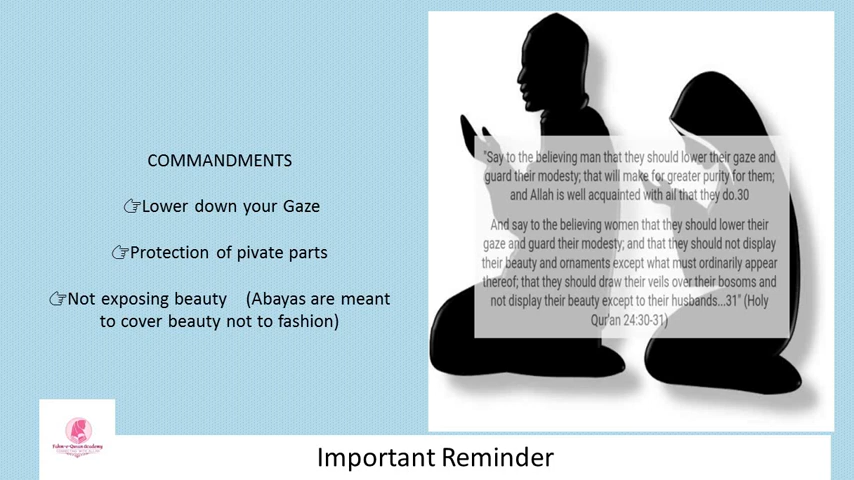 COMMANDMENTS
☞Lower down your Gaze
☞Protection of pivate parts
☞Not exposing beauty (Abayas are meant
to cover beauty not to fashion)
"Say to the believing man that they should lower their gaze and
guard their modesty; that will make for greater purity for them;
and Allah is well acquainted with all that they do.30
And say to the believing women that they should lower their
gaze and guard their modesty; and that they should not display
their beauty and ornaments except what must ordinarily appear
thereof; that they should draw their veils over their bosoms and
not display their beauty except to their husbands...31" (Holy
Qur'an 24:30-31)
Fahm-e-Quran Academy
Important Reminder